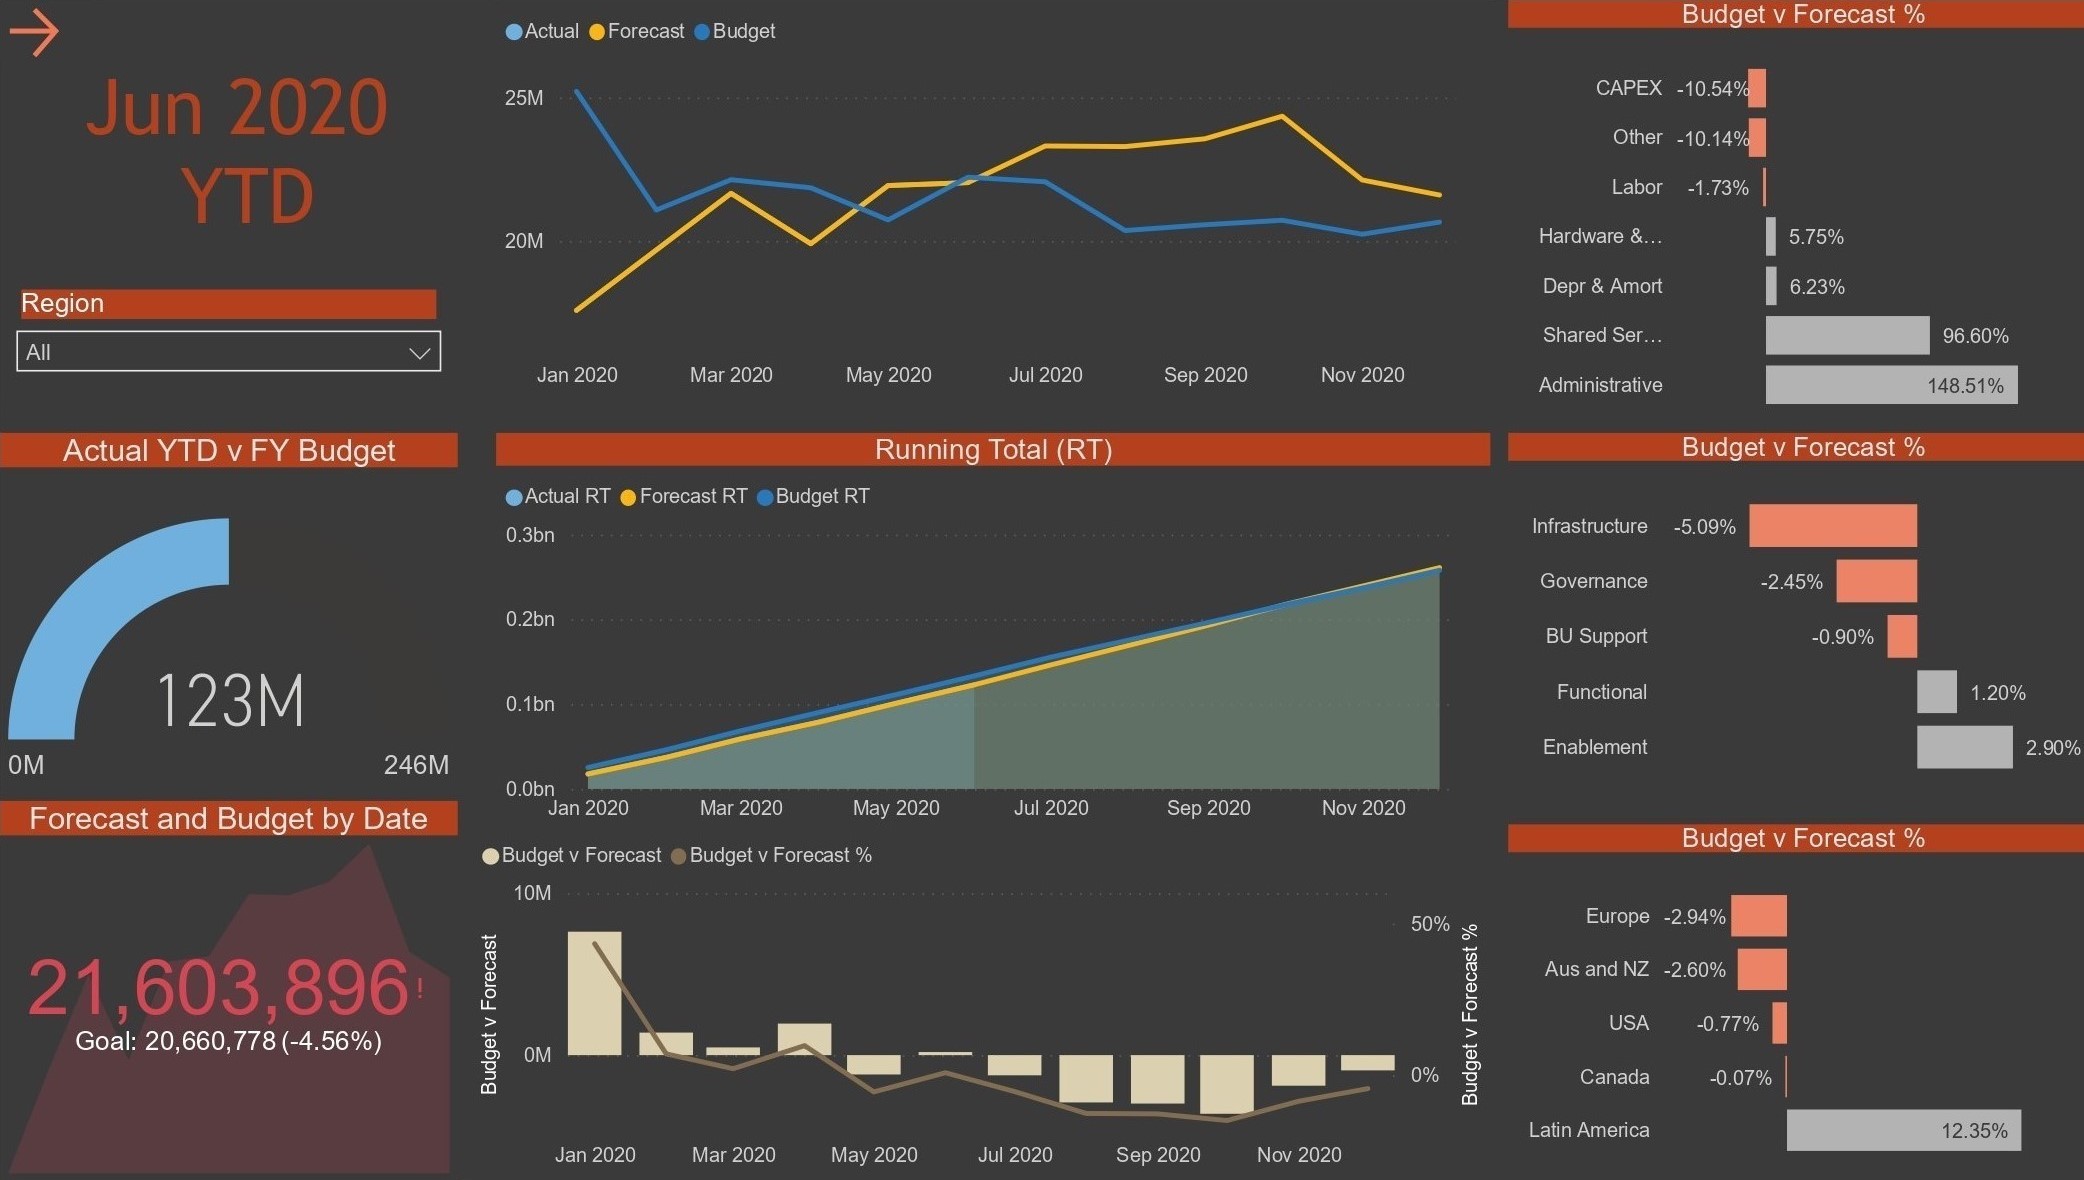 Jun 2020
YTD
Region
All
Actual YTD v FY Budget
123M
0M
246M
Forecast and Budget by Date
21,603,896!
Goal: 20,660,778 (-4.56%)
Actual Forecast Budget
25M
20M
Jan 2020 Mar 2020 May 2020 Jul 2020 Sep 2020 Nov 2020
Running Total (RT)
Actual RT Forecast RT Budget RT
0.3bn
0.2bn
0.1bn
0.0bn
Jan 2020 Mar 2020 May 2020 Jul 2020 Sep 2020 Nov 2020
Budget v Forecast Budget v Forecast %
Budget v Forecast
10M
0M
50%
0%
Budget v Forecast %
Jan 2020 Mar 2020 May 2020 Jul 2020 Sep 2020 Nov 2020
Budget v Forecast %
CAPEX -10.54%
Other -10.14%
Labor -1.73%
Hardware &... 5.75%
Depr & Amort 6.23%
Shared Ser... 96.60%
Administrative 148.51%
Budget v Forecast %
Infrastructure -5.09%
Governance -2.45%
BU Support -0.90%
Functional 1.20%
Enablement 2.90%
Budget v Forecast %
Europe -2.94%
Aus and NZ -2.60%
USA -0.77%
Canada -0.07%
Latin America 12.35%